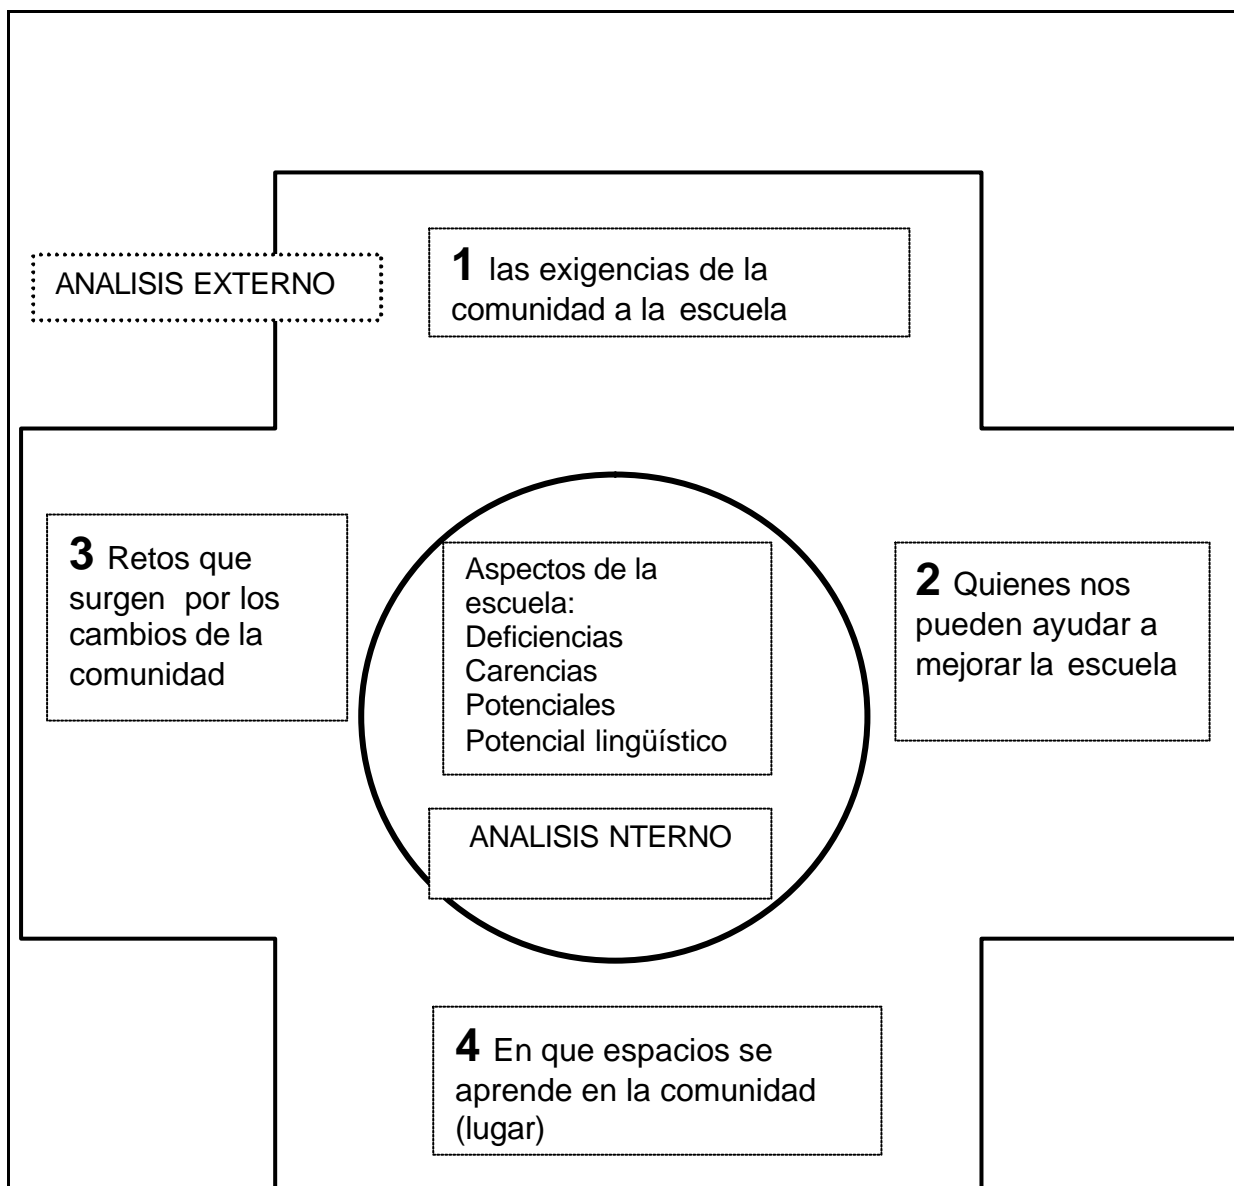 ANALISIS EXTERNO
1 las exigencias de la
comunidad a la escuela
3 Retos que
surgen por los
cambios de la
comunidad
Aspectos de la
escuela:
Deficiencias
Carencias
Potenciales
Potencial lingüístico
2 Quienes nos
pueden ayudar a
mejorar la escuela
ANALISIS NTERNO
4 En que espacios se
aprende en la comunidad
(lugar)